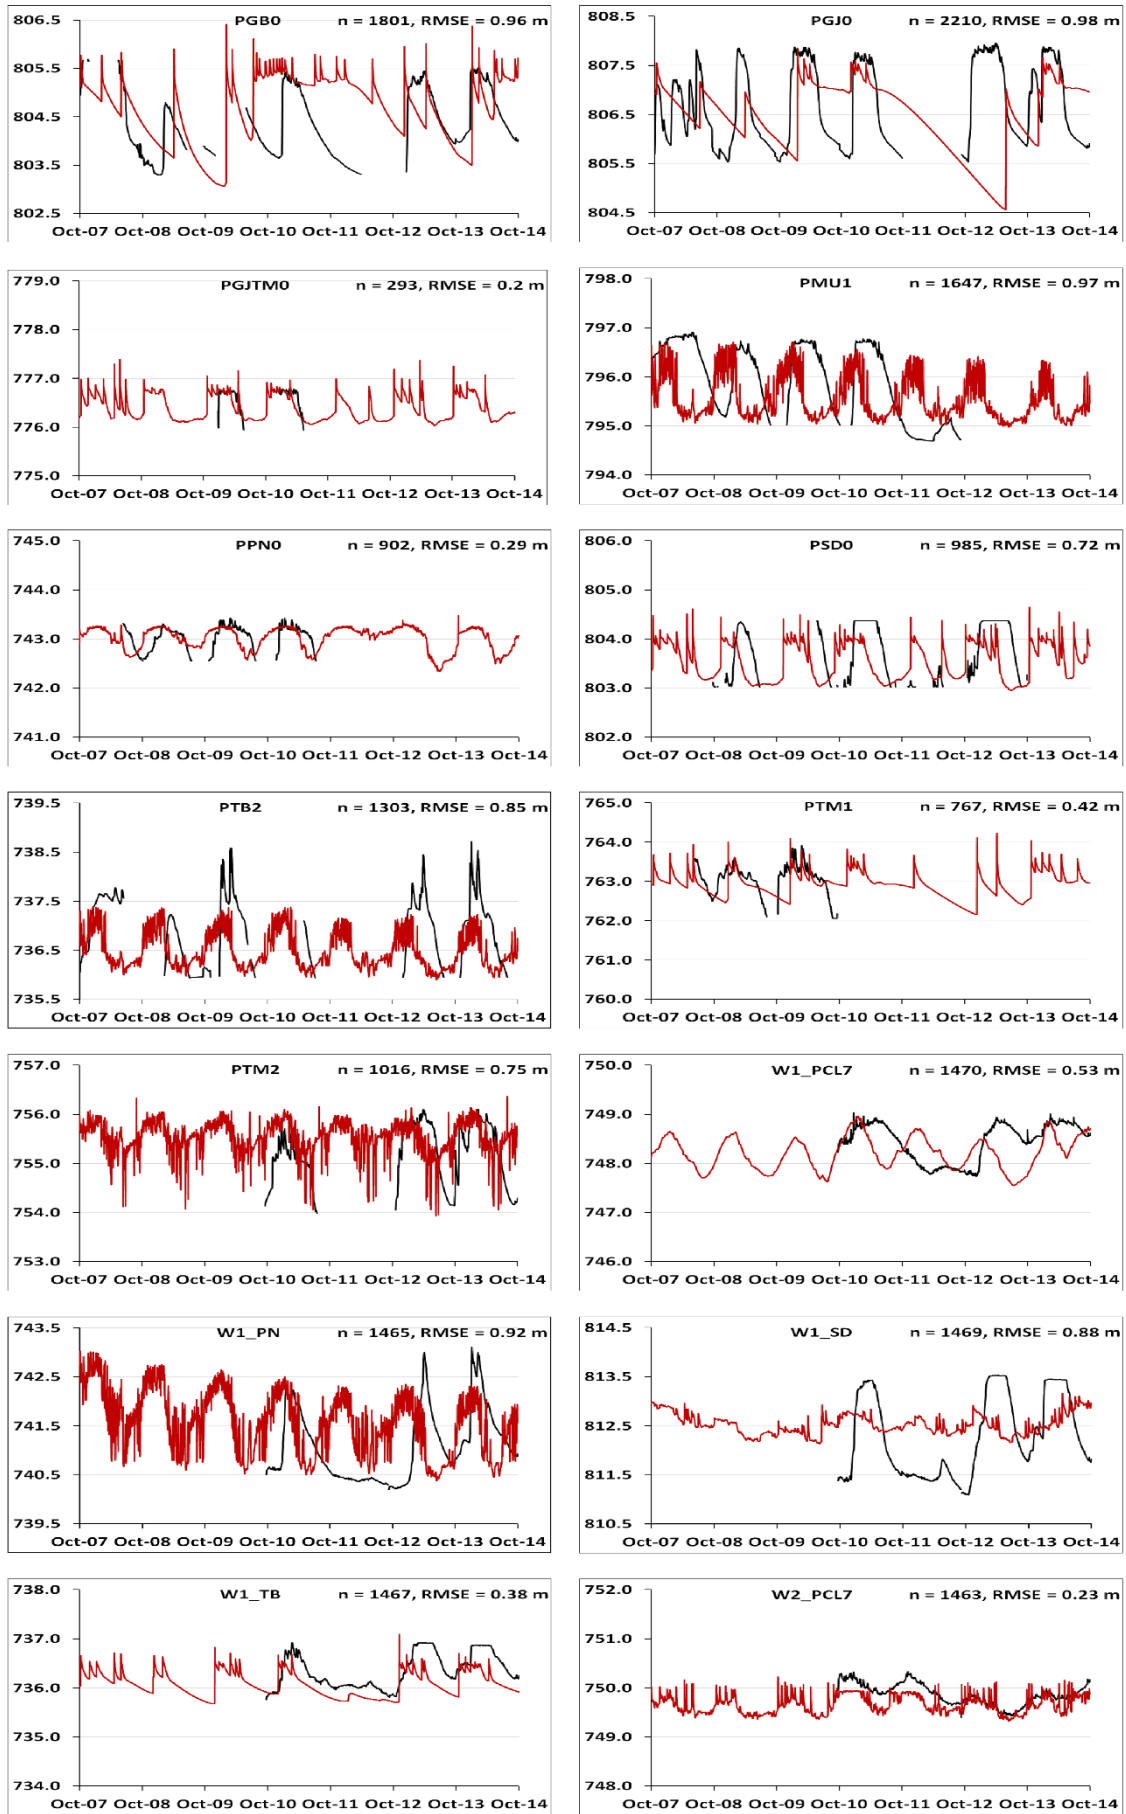 PGB0 n = 1801, RMSE = 0.96 m
806.5
805.5
804.5
803.5
802.5
Oct-07 Oct-08 Oct-09 Oct-10 Oct-11 Oct-12 Oct-13 Oct-14
PGJ0 n = 2210, RMSE = 0.98 m
808.5
807.5
806.5
805.5
804.5
Oct-07 Oct-08 Oct-09 Oct-10 Oct-11 Oct-12 Oct-13 Oct-14
PGJTM0 n = 293, RMSE = 0.2 m
779.0
778.0
777.0
776.0
775.0
Oct-07 Oct-08 Oct-09 Oct-10 Oct-11 Oct-12 Oct-13 Oct-14
PMU1 n = 1647, RMSE = 0.97 m
798.0
797.0
796.0
795.0
794.0
Oct-07 Oct-08 Oct-09 Oct-10 Oct-11 Oct-12 Oct-13 Oct-14
PPN0 n = 902, RMSE = 0.29 m
745.0
744.0
743.0
742.0
741.0
Oct-07 Oct-08 Oct-09 Oct-10 Oct-11 Oct-12 Oct-13 Oct-14
PSD0 n = 985, RMSE = 0.72 m
806.0
805.0
804.0
803.0
802.0
Oct-07 Oct-08 Oct-09 Oct-10 Oct-11 Oct-12 Oct-13 Oct-14
PTB2 n = 1303, RMSE = 0.85 m
739.5
738.5
737.5
736.5
735.5
Oct-07 Oct-08 Oct-09 Oct-10 Oct-11 Oct-12 Oct-13 Oct-14
PTM1 n = 767, RMSE = 0.42 m
765.0
764.0
763.0
762.0
761.0
760.0
Oct-07 Oct-08 Oct-09 Oct-10 Oct-11 Oct-12 Oct-13 Oct-14
PTM2 n = 1016, RMSE = 0.75 m
757.0
756.0
755.0
754.0
753.0
Oct-07 Oct-08 Oct-09 Oct-10 Oct-11 Oct-12 Oct-13 Oct-14
W1_PCL7 n = 1470, RMSE = 0.53 m
750.0
749.0
748.0
747.0
746.0
Oct-07 Oct-08 Oct-09 Oct-10 Oct-11 Oct-12 Oct-13 Oct-14
W1_PN n = 1465, RMSE = 0.92 m
743.5
742.5
741.5
740.5
739.5
Oct-07 Oct-08 Oct-09 Oct-10 Oct-11 Oct-12 Oct-13 Oct-14
W1_SD n = 1469, RMSE = 0.88 m
814.5
813.5
812.5
811.5
810.5
Oct-07 Oct-08 Oct-09 Oct-10 Oct-11 Oct-12 Oct-13 Oct-14
W1_TB n = 1467, RMSE = 0.38 m
738.0
737.0
736.0
735.0
734.0
Oct-07 Oct-08 Oct-09 Oct-10 Oct-11 Oct-12 Oct-13 Oct-14
W2_PCL7 n = 1463, RMSE = 0.23 m
752.0
751.0
750.0
749.0
748.0
Oct-07 Oct-08 Oct-09 Oct-10 Oct-11 Oct-12 Oct-13 Oct-14